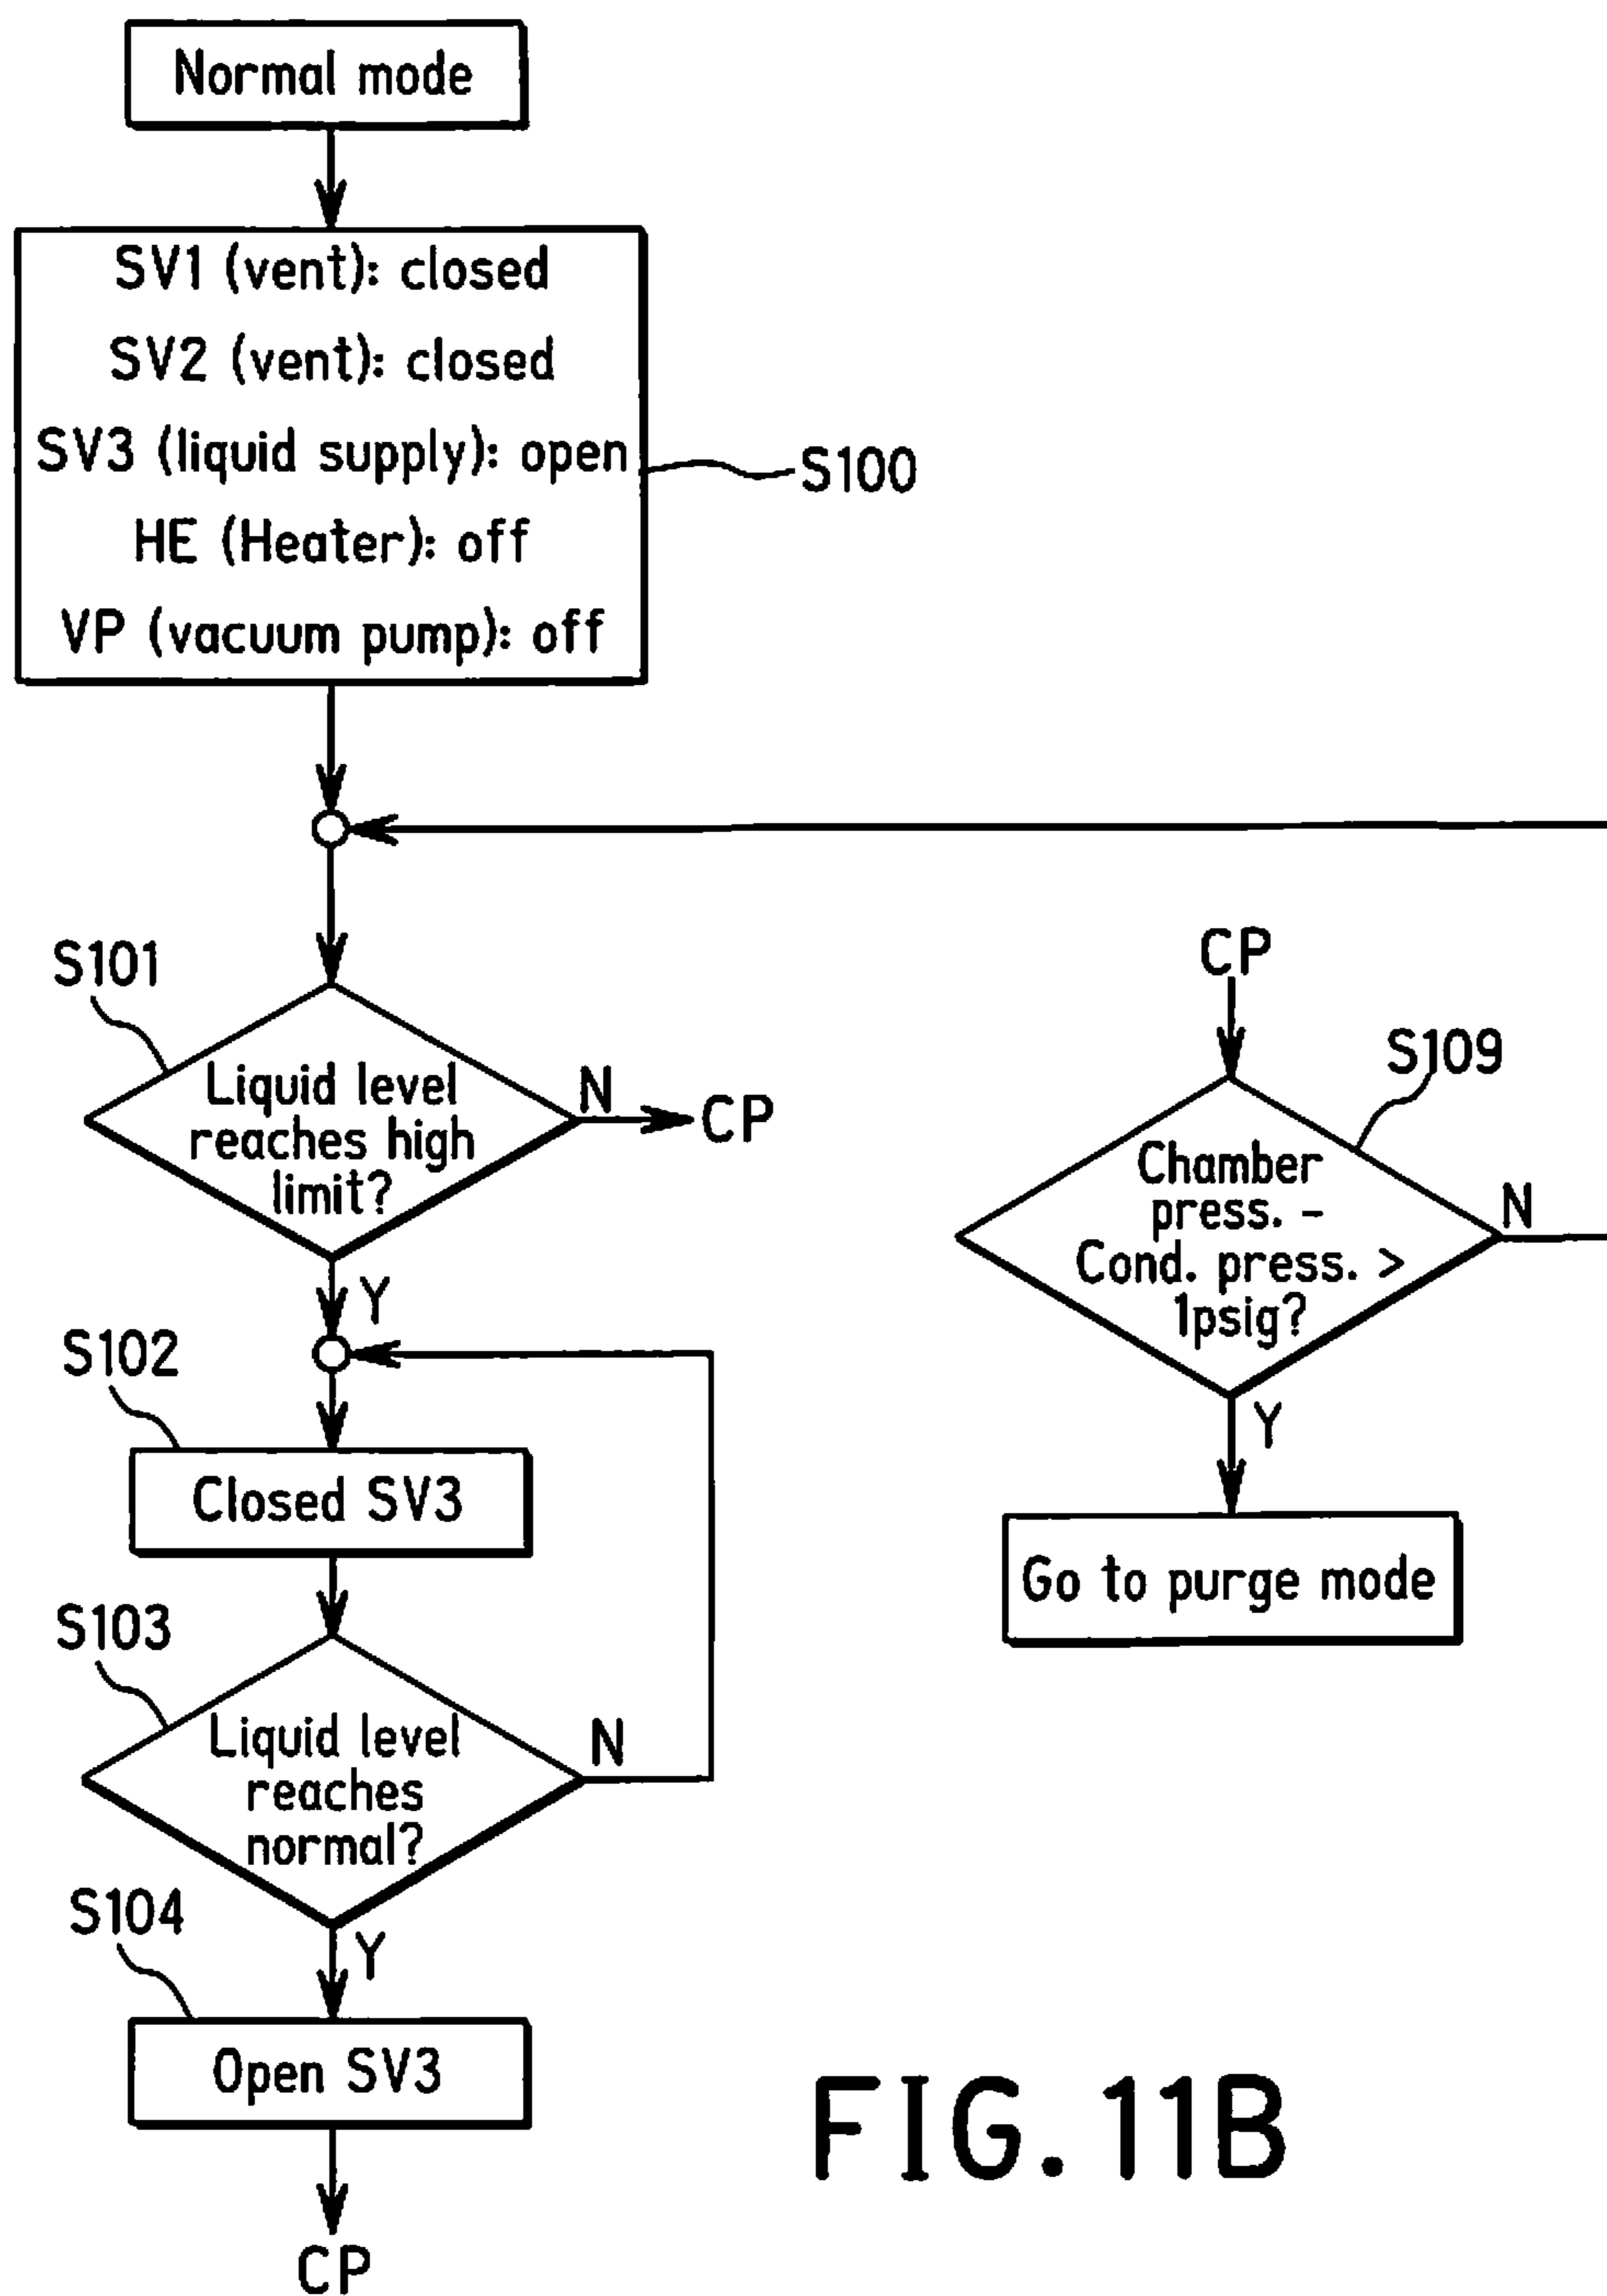 Normal mode
SV1 (vent): closed
SV2 (vent): closed
SV3 (liquid supply): open
HE (Heater): off
VP (vacuum pump): off
S100
S101
Liquid level
reaches high
limit?
N
CP
Y
S102
Closed SV3
S103
Liquid level
reaches
normal?
N
Y
S104
Open SV3
CP
CP
S109
Chamber
press. -
Cond. press. >
1psig?
N
Y
Go to purge mode
FIG. 11B